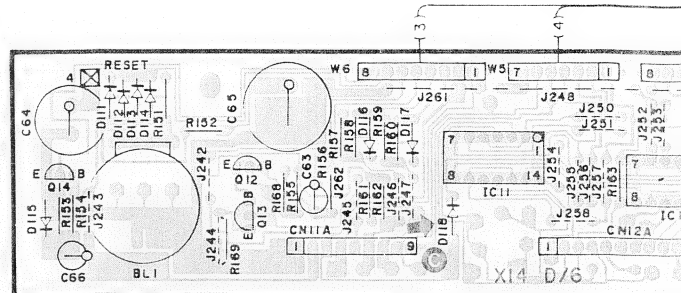 3
4
RESET
4
W6
8
1
W5
7
1
8
J261
J248
C64
D111
D112
D113
D114
R151
R152
C65
R157
R158
D116
R159
R160
D117
J250
J251
J252
J253
7
1
8
14
IC11
J254
7
8
IC1
E
B
Q14
J242
E
B
Q12
C63
R156
J262
J255
J256
J257
R163
D115
R153
R154
J243
R168
R155
J245
R161
R162
J246
J247
D118
J258
B
E
Q13
J244
R169
CN11A
1
9
CN12A
1
C66
BL1
C
X14 D/6